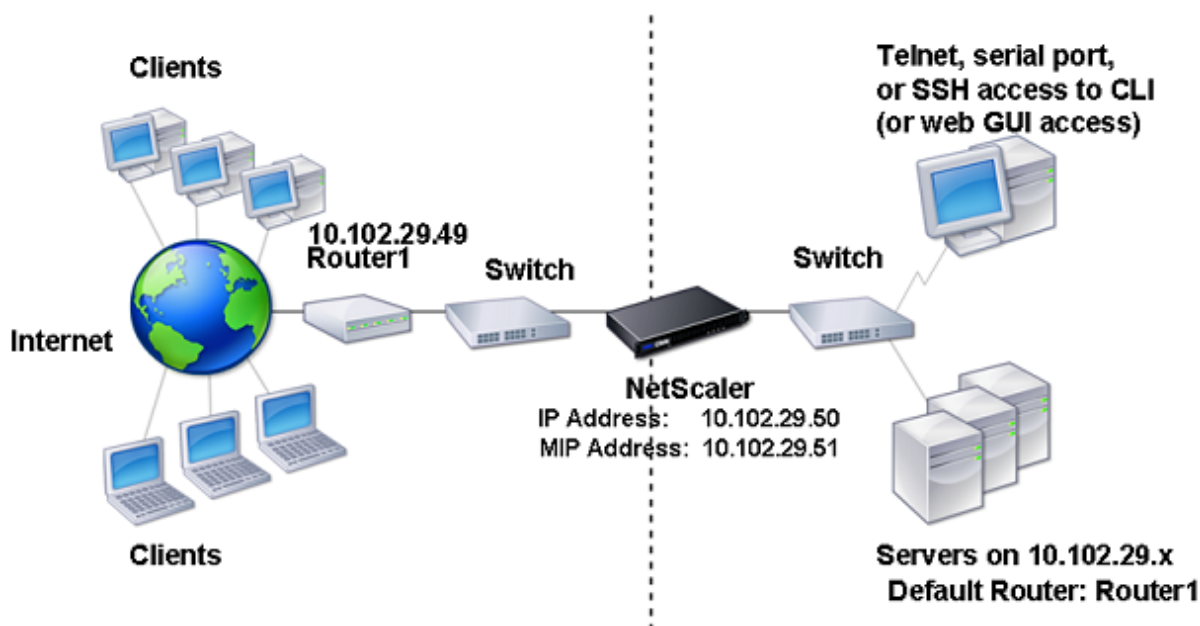 Clients
Telnet, serial port,
or SSH access to CLI
(or web GUI access)
10.102.29.49
Router1
Switch
Switch
Internet
NetScaler
IP Address: 10.102.29.50
MIP Address: 10.102.29.51
Clients
Servers on 10.102.29.x
Default Router: Router1